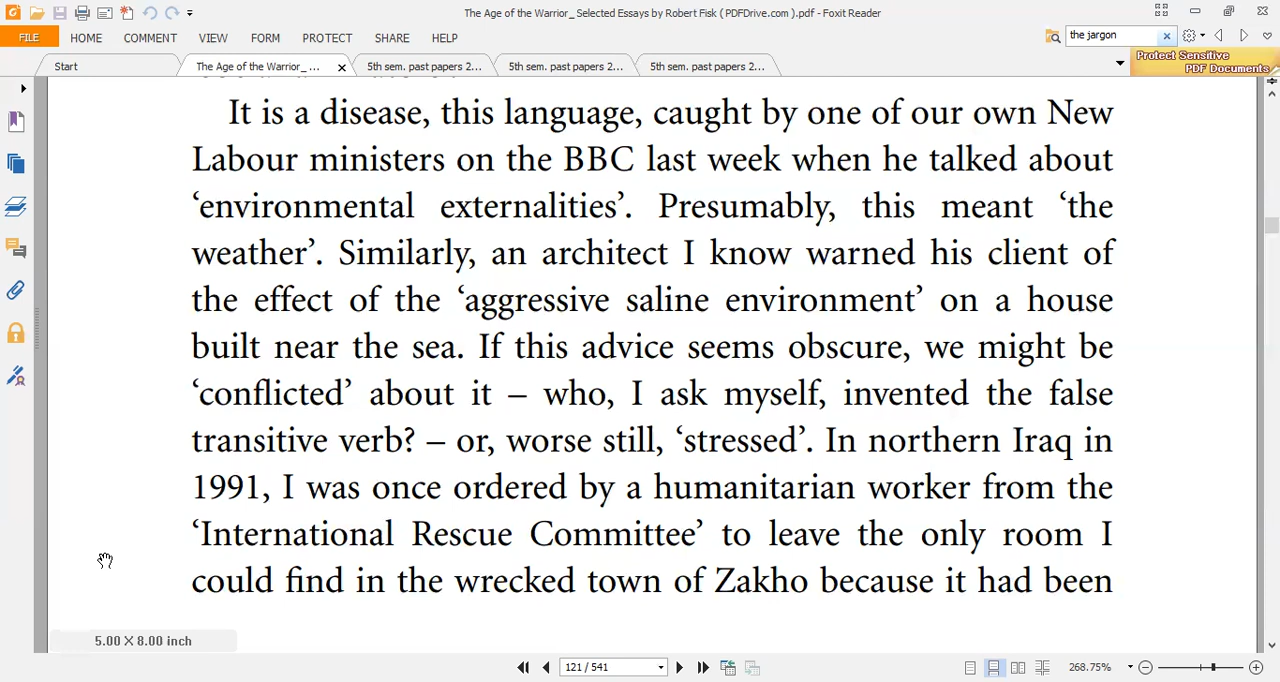 The Age of the Warrior_ Selected Essays by Robert Fisk ( PDFDrive.com ).pdf - Foxit Reader
FILE HOME COMMENT VIEW FORM PROTECT SHARE HELP the jargon
Start The Age of the Warrior_ ... 5th sem. past papers 2... 5th sem. past papers 2... 5th sem. past papers 2...
Protect Sensitive
PDF Documents
It is a disease, this language, caught by one of our own New
Labour ministers on the BBC last week when he talked about
‘environmental externalities’. Presumably, this meant ‘the
weather’. Similarly, an architect I know warned his client of
the effect of the ‘aggressive saline environment’ on a house
built near the sea. If this advice seems obscure, we might be
‘conflicted’ about it – who, I ask myself, invented the false
transitive verb? – or, worse still, ‘stressed’. In northern Iraq in
1991, I was once ordered by a humanitarian worker from the
‘International Rescue Committee’ to leave the only room I
could find in the wrecked town of Zakho because it had been
5.00 X 8.00 inch
121 / 541 268.75%